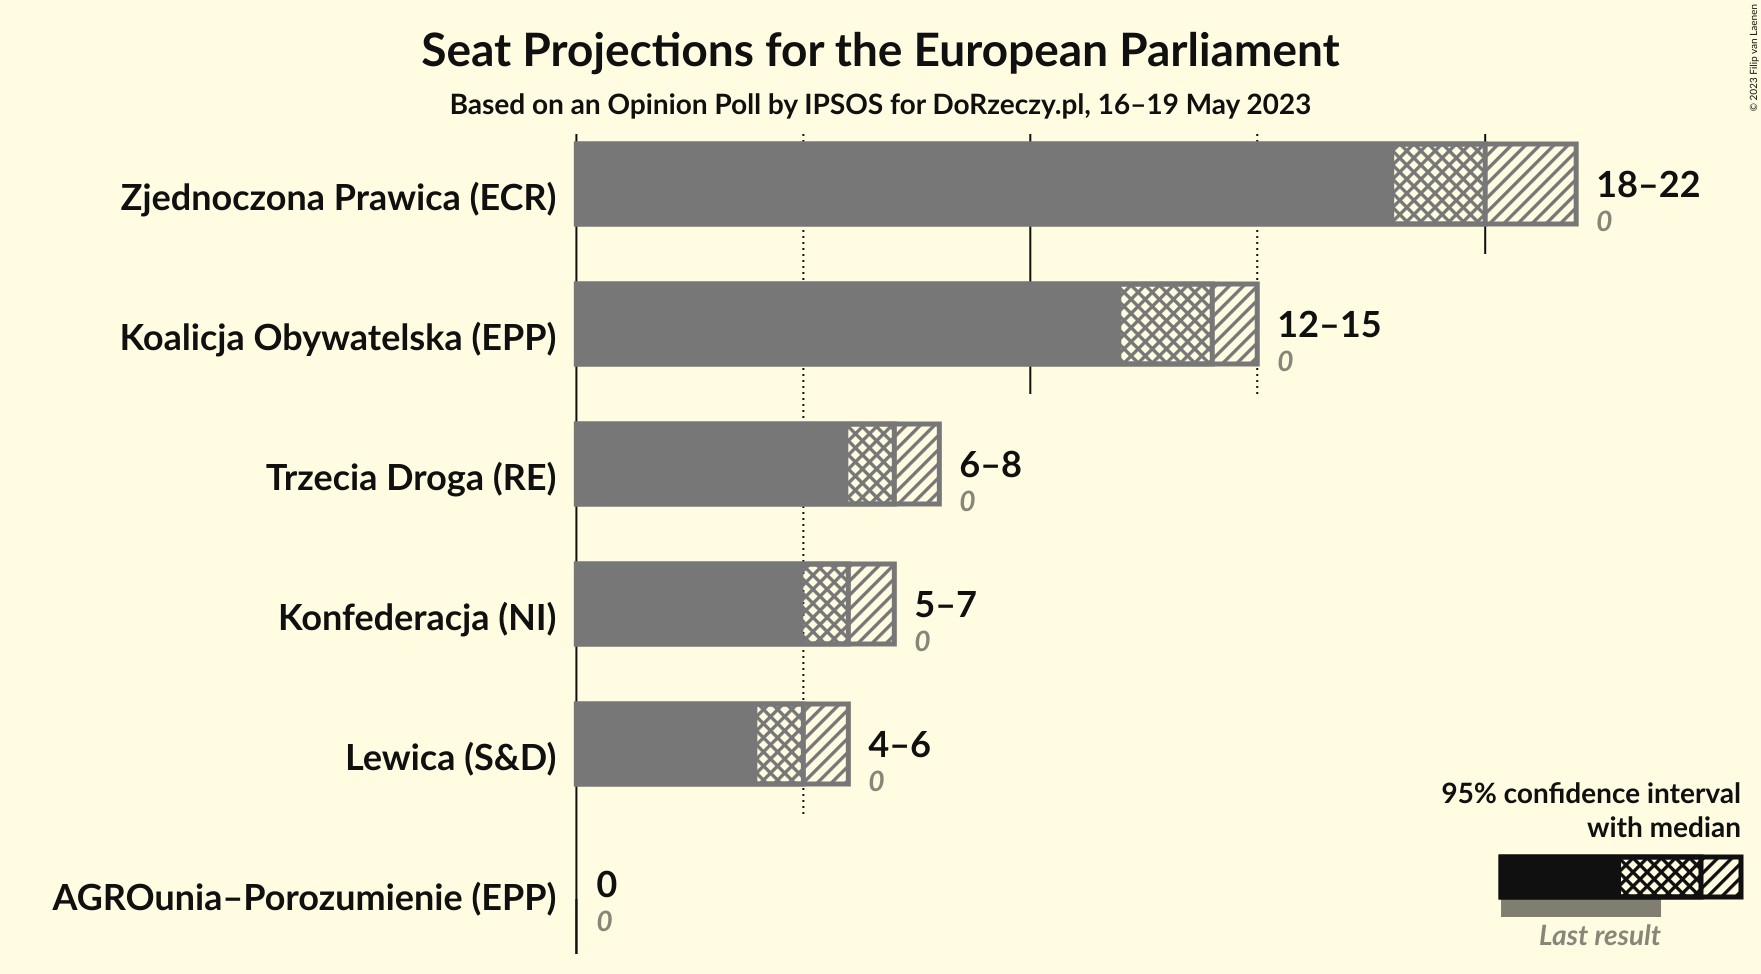 Seat Projections for the European Parliament
Based on an Opinion Poll by IPSOS for DoRzeczy.pl, 16–19 May 2023
© 2023 Filip van Laenen
Zjednoczona Prawica (ECR)
18–22
0
Koalicja Obywatelska (EPP)
12–15
0
Trzecia Droga (RE)
6–8
0
Konfederacja (NI)
5–7
0
Lewica (S&D)
4–6
0
AGROunia–Porozumienie (EPP)
0
0
95% confidence interval
with median
Last result